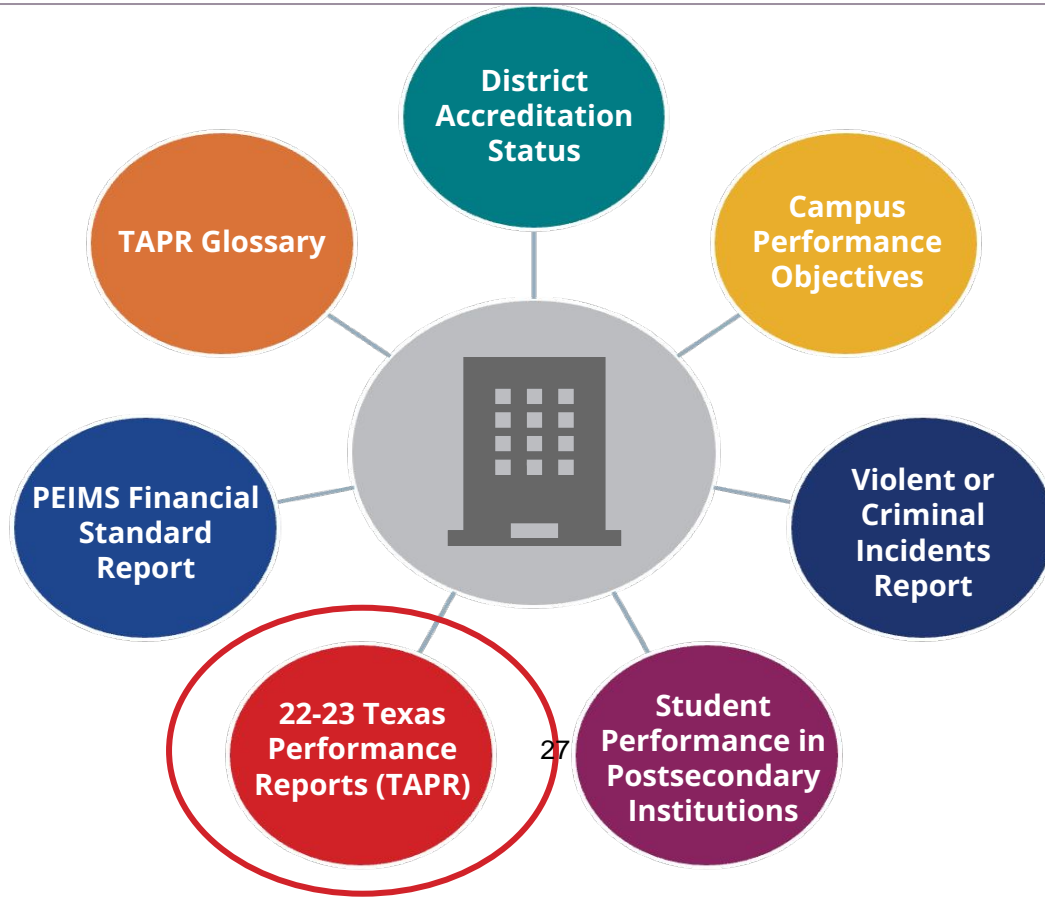 District
Accreditation
Status
TAPR Glossary
Campus
Performance
Objectives
PEIMS Financial
Standard
Report
Violent or
Criminal
Incidents
Report
22-23 Texas
Performance
Reports (TAPR)
27
Student
Performance in
Postsecondary
Institutions